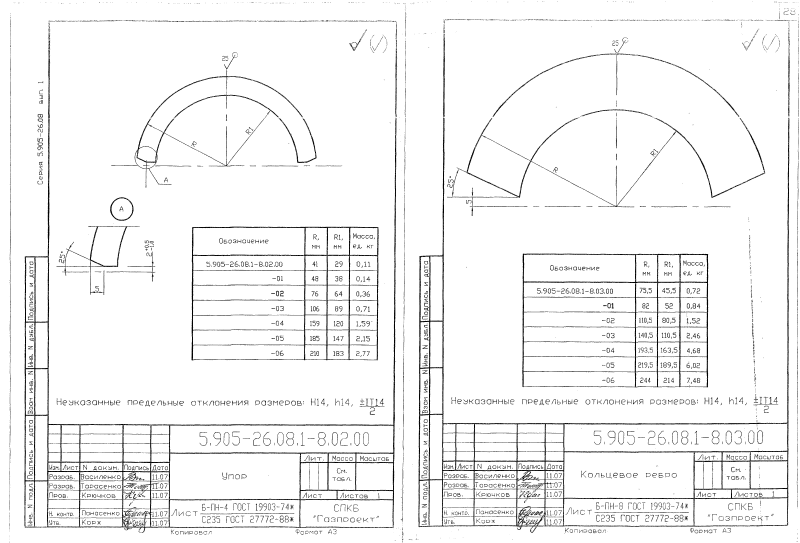 28
Серия 5.905-26.08 вып. 1
25
R
R1
А
А
25°
5
2 +0,5 -1,0
Обозначение R, мм R1, мм Масса, ед. кг
5.905-26.08.1-8.02.00 41 29 0,11
-01 48 38 0,14
-02 76 64 0,36
-03 106 89 0,71
-04 159 120 1,59
-05 185 147 2,15
-06 210 183 2,77
Неуказанные предельные отклонения размеров: H14, h14, ±IT14/2
5.905-26.08.1-8.02.00
Изм. Лист N докум. Подпись Дата
Разраб. Василенко 11.07
Разраб. Тарасенко 11.07
Пров. Крючков 11.07
Н. контр. Панасенко 11.07
Утв. Корж 11.07
Упор
Лит. Масса Масштаб
См. табл.
Лист Листов 1
Лист Б-ПН-4 ГОСТ 19903-74* / С235 ГОСТ 27772-88*
СПКБ
"Газпроект"
Копировал Формат А3
Инв. N подл. Подпись и дата Взам инв. N Инв. N дубл. Подпись и дата
25
R
R1
25°
5
Обозначение R, мм R1, мм Масса, ед. кг
5.905-26.08.1-8.03.00 75,5 45,5 0,72
-01 82 52 0,84
-02 110,5 80,5 1,52
-03 140,5 110,5 2,46
-04 193,5 163,5 4,68
-05 219,5 189,5 6,02
-06 244 214 7,48
Неуказанные предельные отклонения размеров: H14, h14, ±IT14/2
5.905-26.08.1-8.03.00
Изм. Лист N докум. Подпись Дата
Разраб. Василенко 11.07
Разраб. Тарасенко 11.07
Пров. Крючков 11.07
Н. контр. Панасенко 11.07
Утв. Корж 11.07
Кольцевое ребро
Лит. Масса Масштаб
См. табл.
Лист Листов 1
Лист Б-ПН-8 ГОСТ 19903-74* / С235 ГОСТ 27772-88*
СПКБ
"Газпроект"
Копировал Формат А3
Инв. N подл. Подпись и дата Взам инв. N Инв. N дубл. Подпись и дата